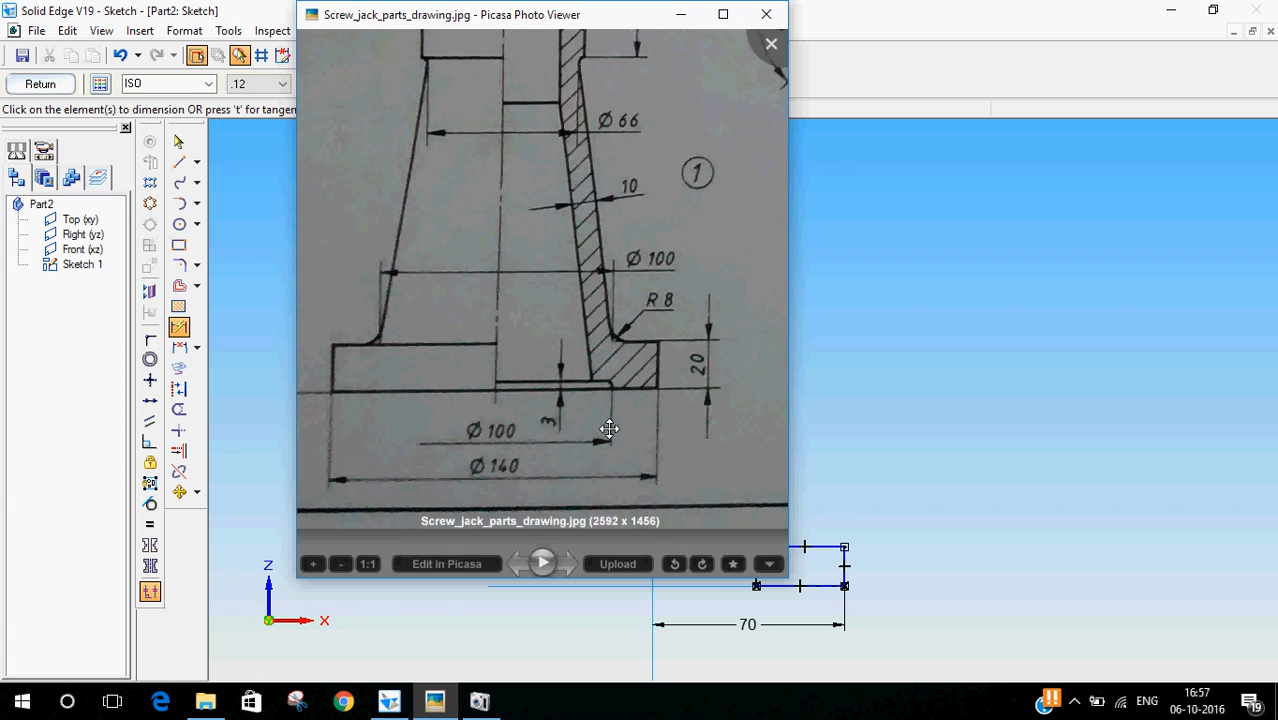 Solid Edge V19 - Sketch - [Part2: Sketch]
File Edit View Insert Format Tools Inspect
Return ISO .12
Click on the element(s) to dimension OR press 't' for tangen
Part2
Top (xy)
Right (yz)
Front (xz)
Sketch 1
Screw_jack_parts_drawing.jpg - Picasa Photo Viewer
Ø 66
1
10
Ø 100
R 8
20
3
Ø 100
Ø 140
Screw_jack_parts_drawing.jpg (2592 x 1456)
+ - 1:1 Edit in Picasa Upload
Z
X
70
ENG
16:57
06-10-2016
19